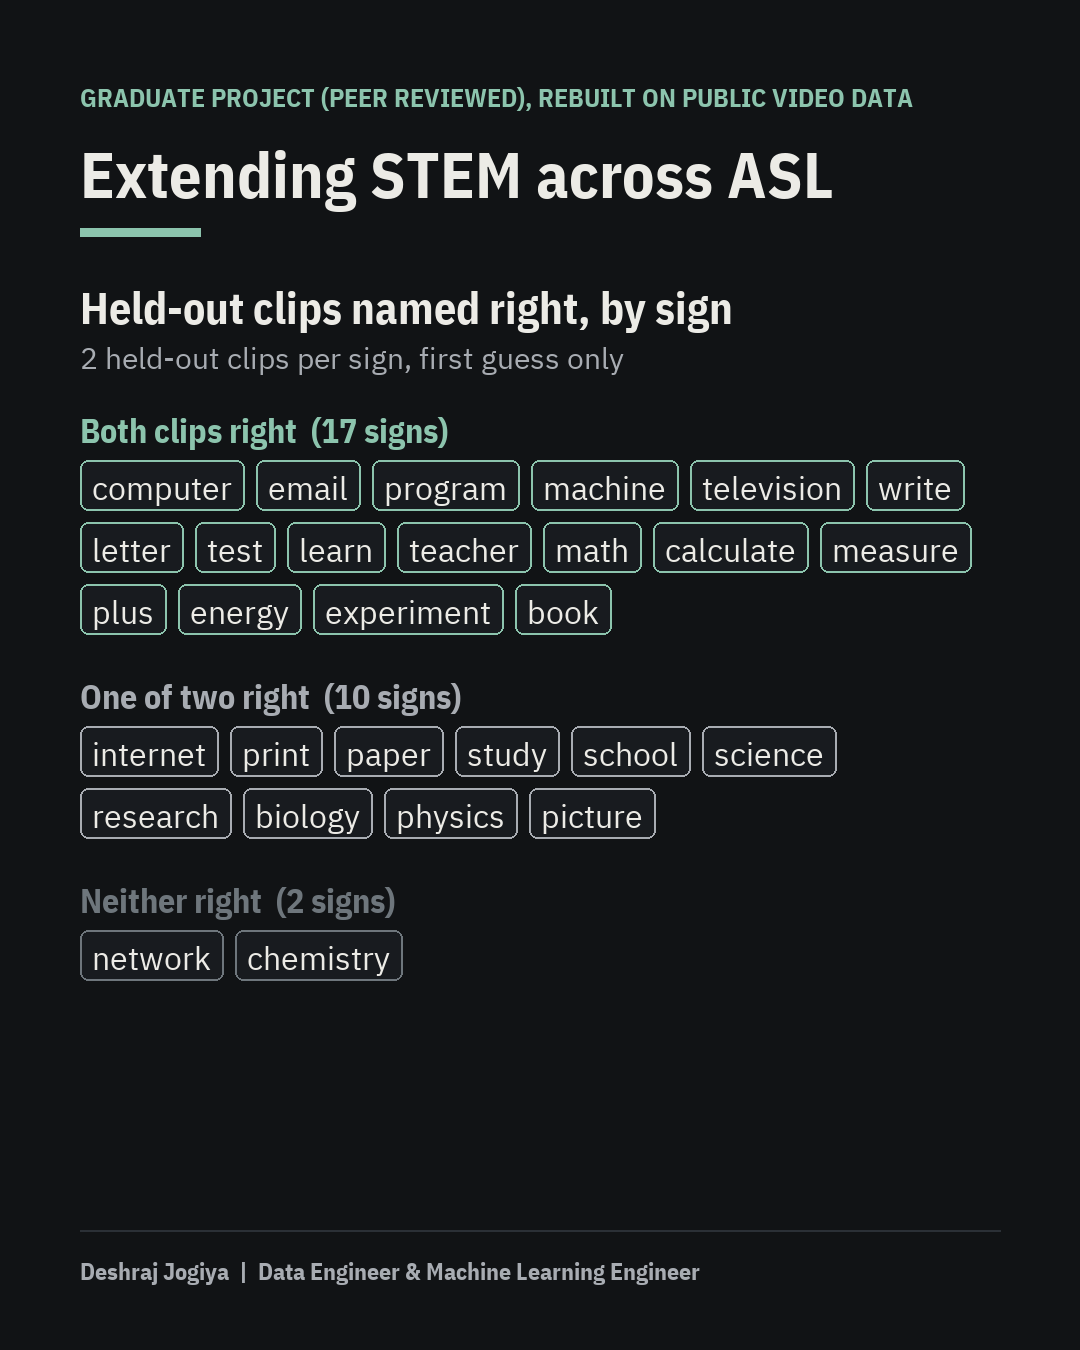 GRADUATE PROJECT (PEER REVIEWED), REBUILT ON PUBLIC VIDEO DATA
Extending STEM across ASL
Held-out clips named right, by sign
2 held-out clips per sign, first guess only
Both clips right (17 signs)
computer email program machine television write
letter test learn teacher math calculate measure
plus energy experiment book
One of two right (10 signs)
internet print paper study school science
research biology physics picture
Neither right (2 signs)
network chemistry
Deshraj Jogiya | Data Engineer & Machine Learning Engineer